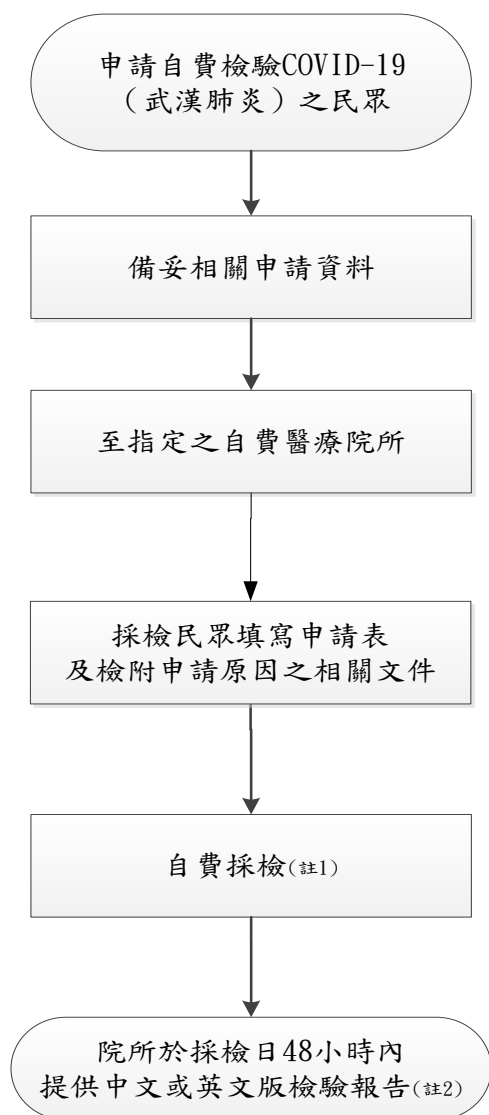 申請自費檢驗COVID-19
（武漢肺炎）之民眾
備妥相關申請資料
至指定之自費醫療院所
採檢民眾填寫申請表
及檢附申請原因之相關文件
自費採檢(註1)
院所於採檢日48小時內
提供中文或英文版檢驗報告(註2)